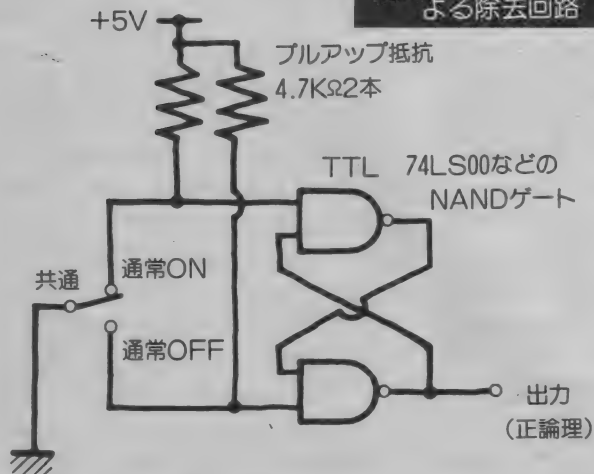 よる除去回路
+5V
プルアップ抵抗
4.7KΩ2本
TTL 74LS00などの
NANDゲート
共通
通常ON
通常OFF
出力
(正論理)